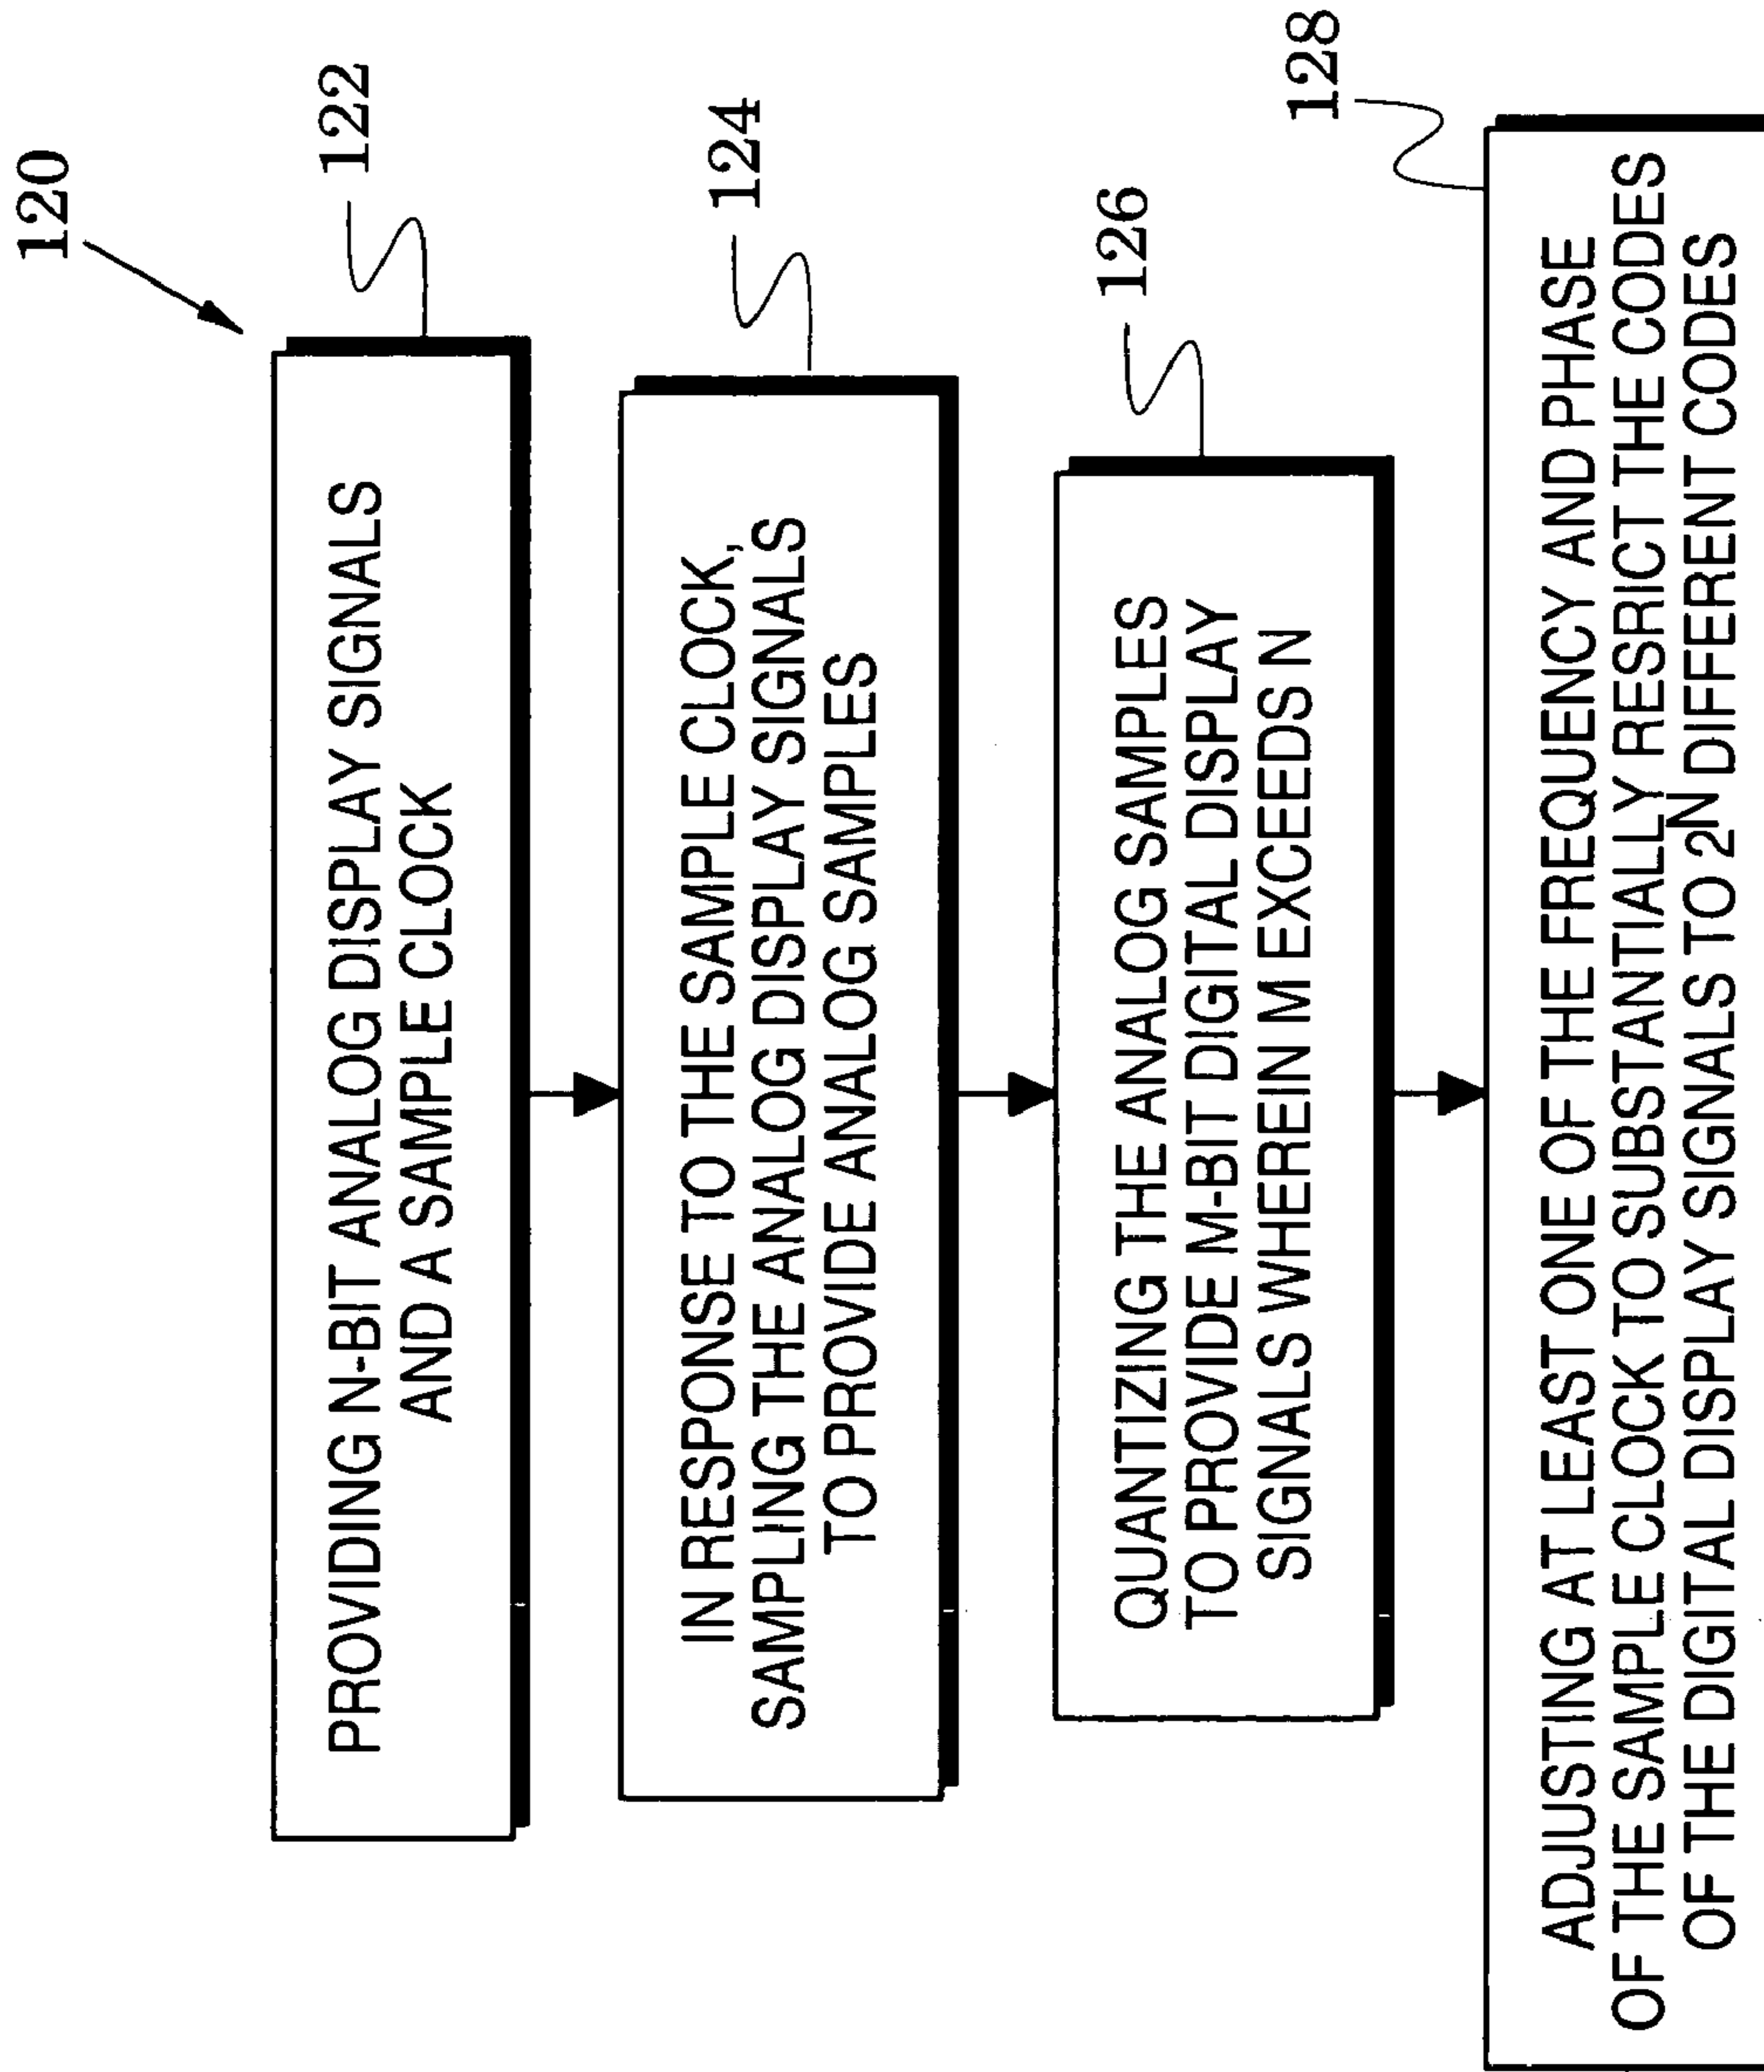 120
122
PROVIDING N-BIT ANALOG DISPLAY SIGNALS
AND A SAMPLE CLOCK
124
IN RESPONSE TO THE SAMPLE CLOCK,
SAMPLING THE ANALOG DISPLAY SIGNALS
TO PROVIDE ANALOG SAMPLES
126
QUANTIZING THE ANALOG SAMPLES
TO PROVIDE M-BIT DIGITAL DISPLAY
SIGNALS WHEREIN M EXCEEDS N
128
ADJUSTING AT LEAST ONE OF THE FREQUENCY AND PHASE
OF THE SAMPLE CLOCK TO SUBSTANTIALLY RESRICT THE CODES
OF THE DIGITAL DISPLAY SIGNALS TO 2ᴺ DIFFERENT CODES